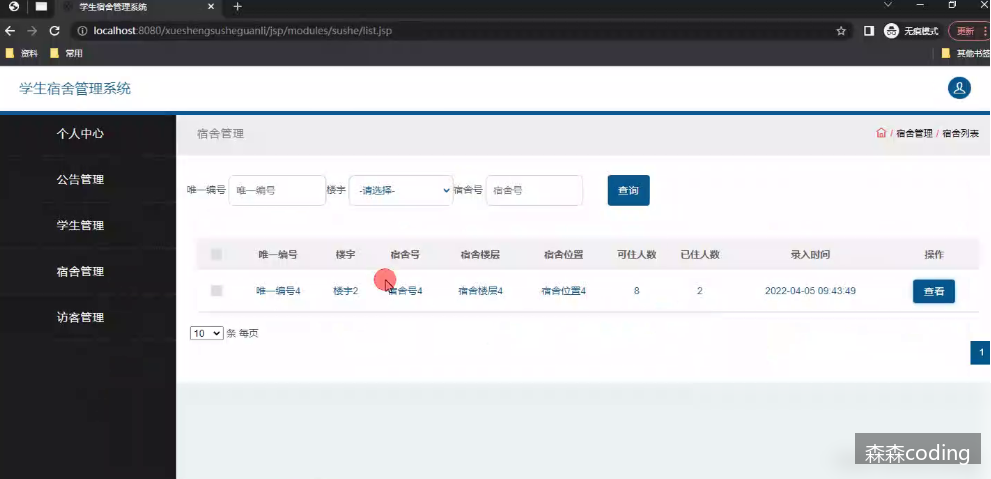 学生宿舍管理系统
localhost:8080/xueshengsusheguanli/jsp/modules/sushe/list.jsp
无痕模式
更新
资料
常用
其他书签
学生宿舍管理系统
个人中心
公告管理
学生管理
宿舍管理
访客管理
宿舍管理
/ 宿舍管理 / 宿舍列表
唯一编号 唯一编号 楼宇 -请选择- 宿舍号 宿舍号 查询
唯一编号 楼宇 宿舍号 宿舍楼层 宿舍位置 可住人数 已住人数 录入时间 操作
唯一编号4 楼宇2 宿舍号4 宿舍楼层4 宿舍位置4 8 2 2022-04-05 09:43:49 查看
10 条 每页
1
森森coding